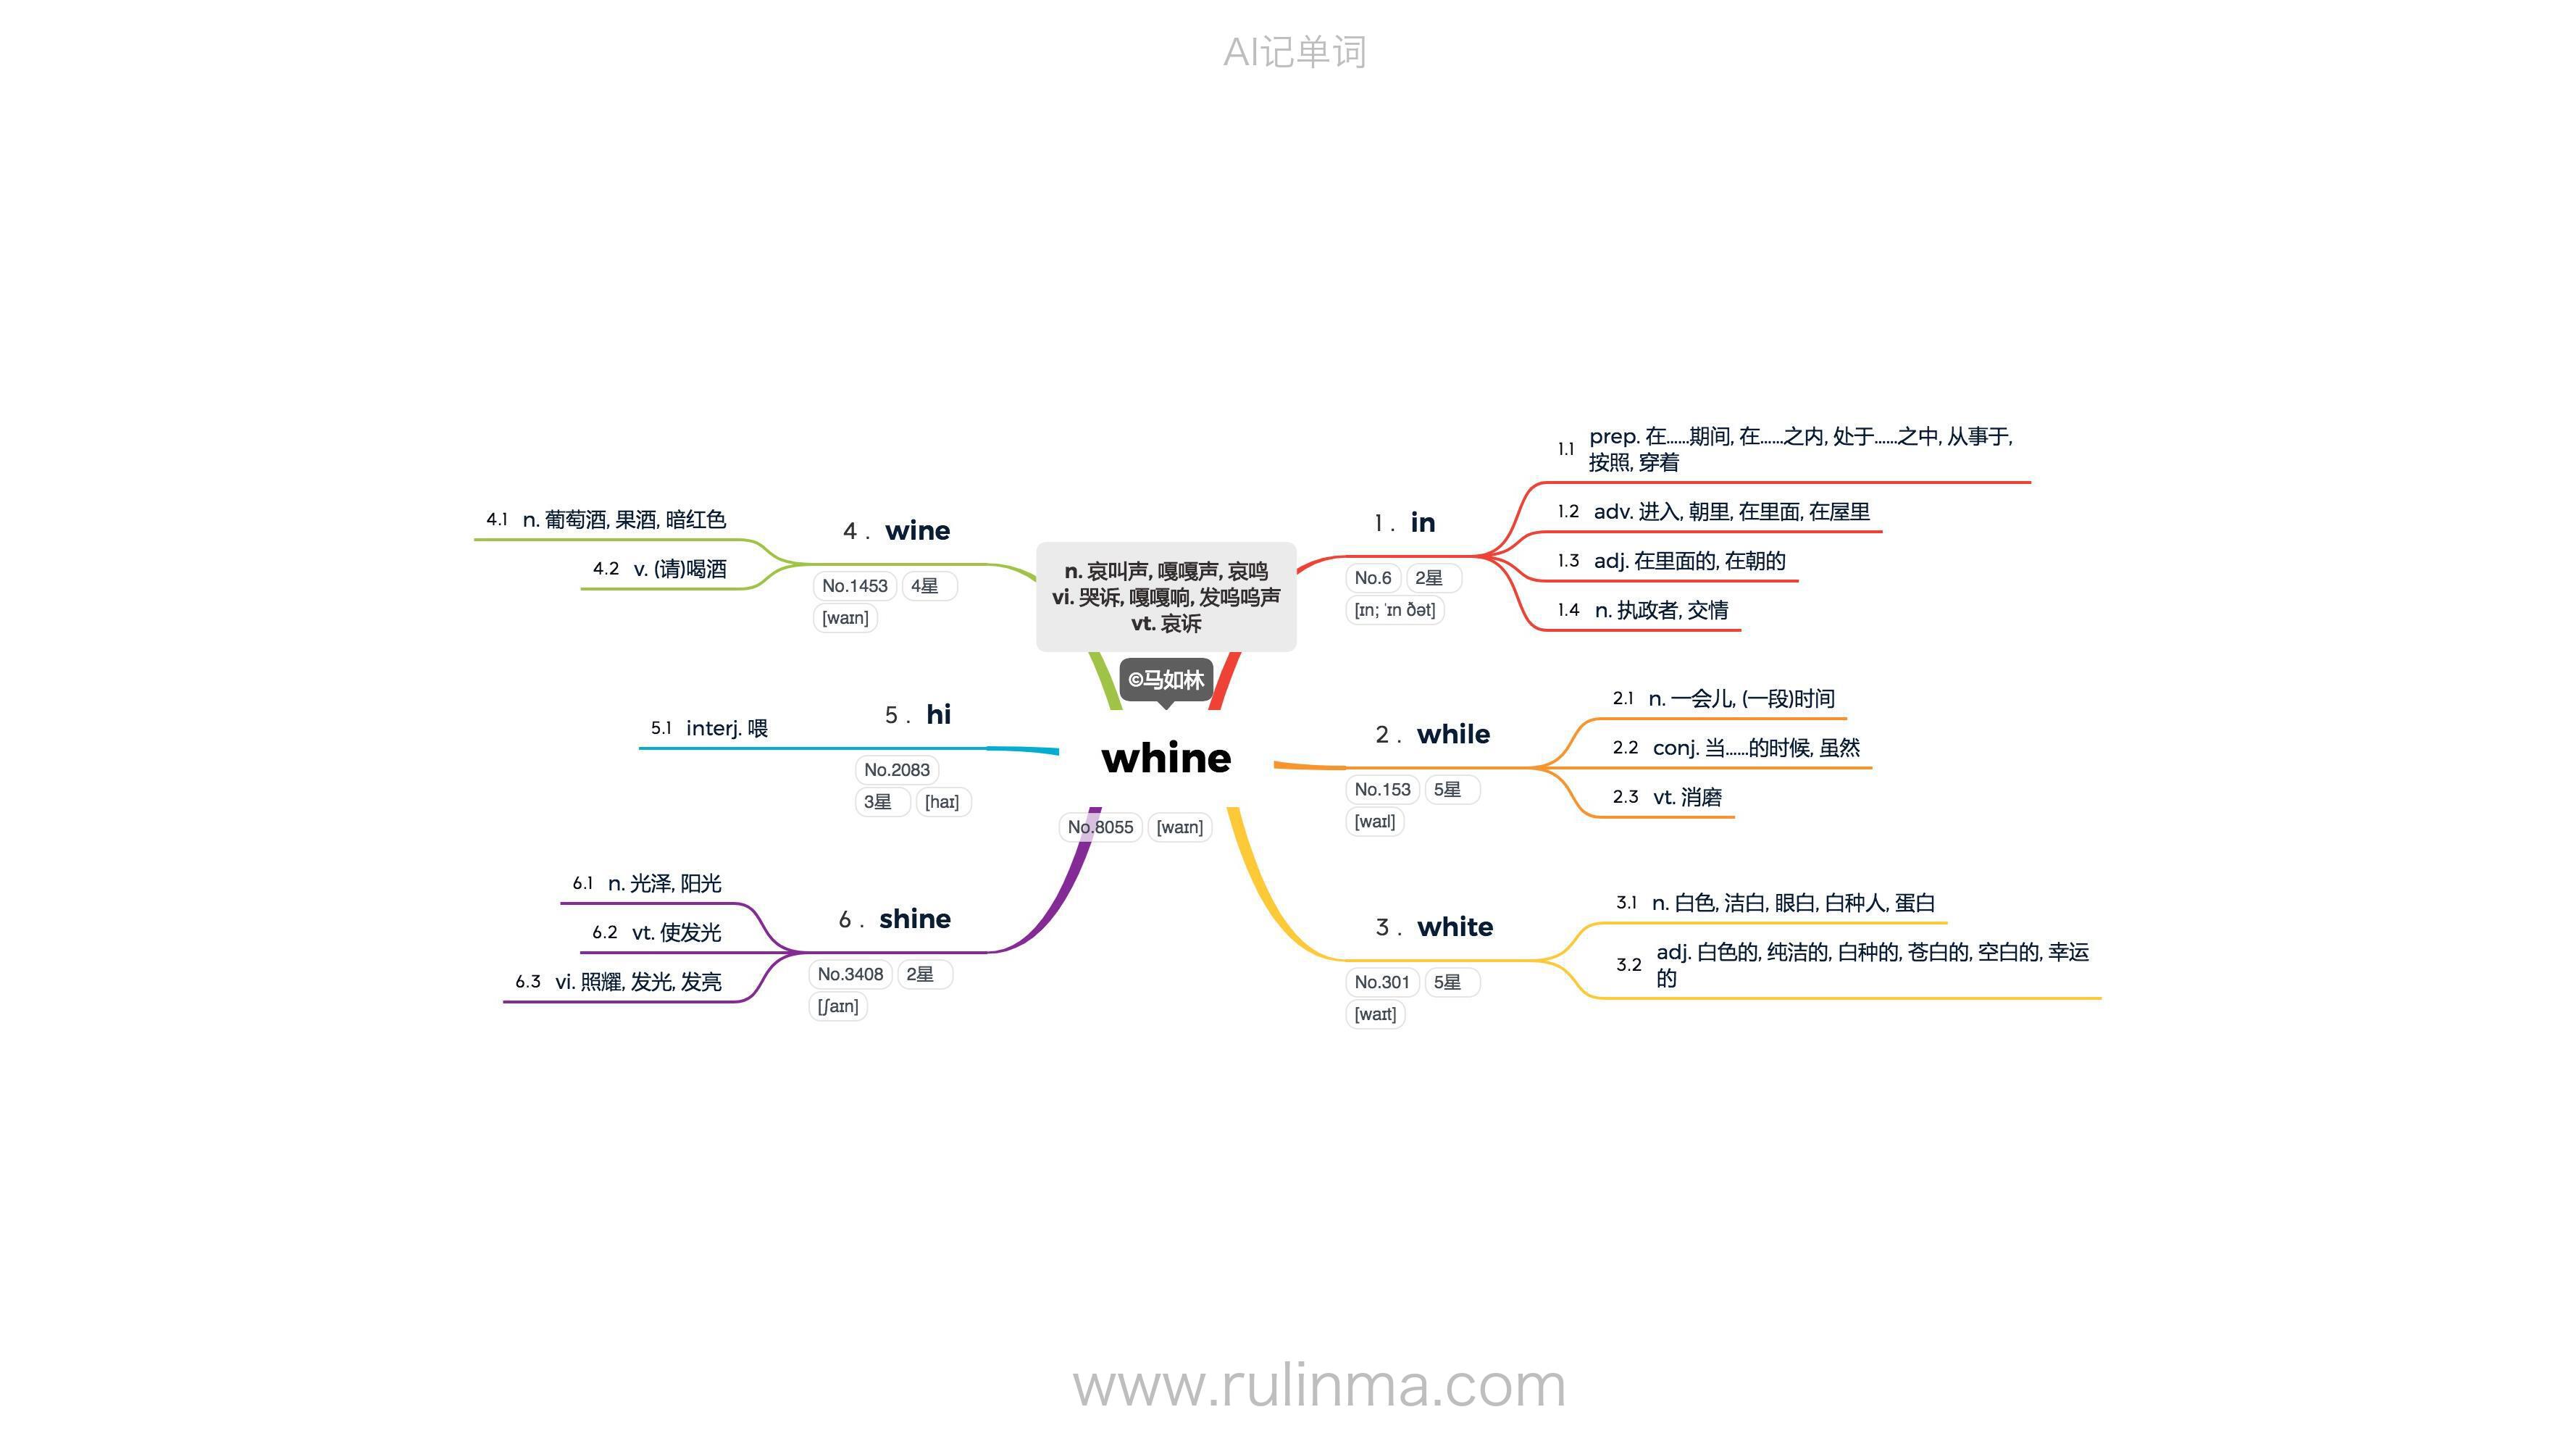 AI记单词
n. 哀叫声, 嘎嘎声, 哀鸣
vi. 哭诉, 嘎嘎响, 发呜呜声
vt. 哀诉
©马如林
whine
No.8055 [waɪn]
1 . in
No.6 2星
[ɪn; ˈɪn ðət]
1.1 prep. 在……期间, 在……之内, 处于……之中, 从事于,
按照, 穿着
1.2 adv. 进入, 朝里, 在里面, 在屋里
1.3 adj. 在里面的, 在朝的
1.4 n. 执政者, 交情
2 . while
No.153 5星
[waɪl]
2.1 n. 一会儿, (一段)时间
2.2 conj. 当……的时候, 虽然
2.3 vt. 消磨
3 . white
No.301 5星
[waɪt]
3.1 n. 白色, 洁白, 眼白, 白种人, 蛋白
3.2 adj. 白色的, 纯洁的, 白种的, 苍白的, 空白的, 幸运
的
4 . wine
No.1453 4星
[waɪn]
4.1 n. 葡萄酒, 果酒, 暗红色
4.2 v. (请)喝酒
5 . hi
No.2083
3星 [haɪ]
5.1 interj. 喂
6 . shine
No.3408 2星
[ʃaɪn]
6.1 n. 光泽, 阳光
6.2 vt. 使发光
6.3 vi. 照耀, 发光, 发亮
www.rulinma.com